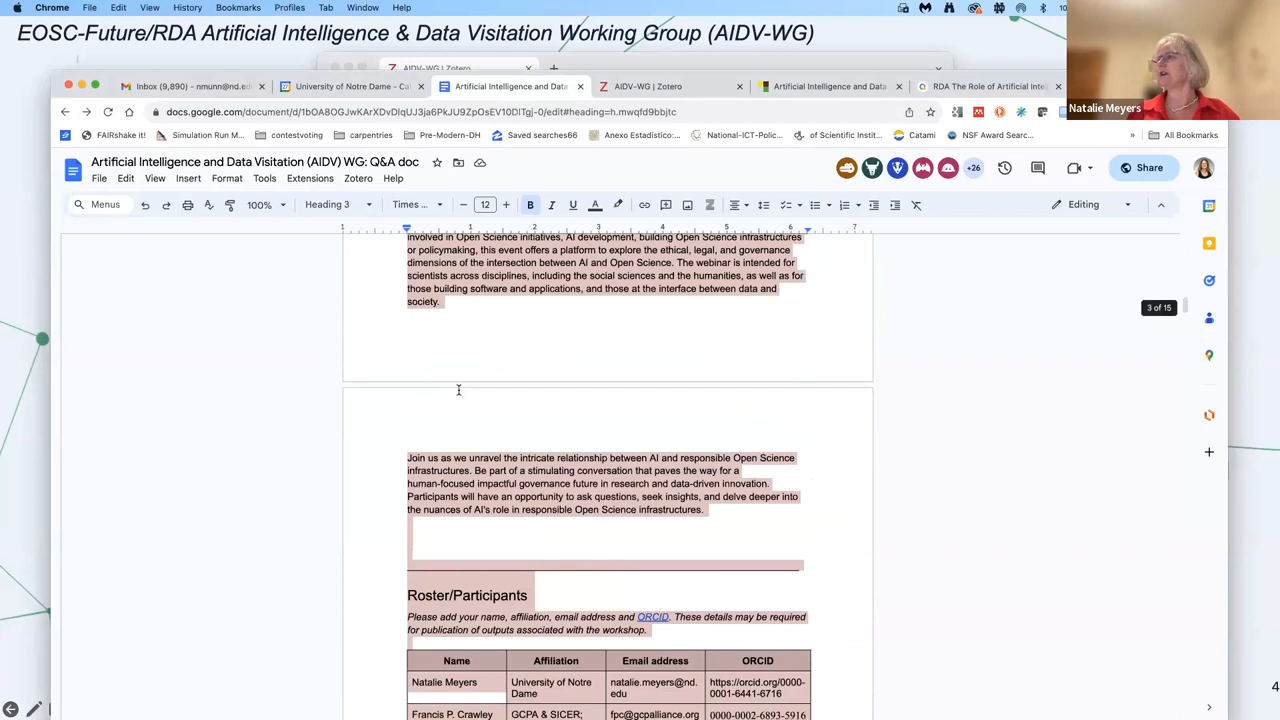 Chrome File Edit View History Bookmarks Profiles Tab Window Help
EOSC-Future/RDA Artificial Intelligence & Data Visitation Working Group (AIDV-WG)
AIDV-WG | Zotero
Inbox (9,890) - nmunn@nd.ed
University of Notre Dame - Cal
Artificial Intelligence and Data
AIDV-WG | Zotero
Artificial Intelligence and Data
RDA The Role of Artificial Intel
Natalie Meyers
docs.google.com/document/d/1bOA8OGJwKArXDrDlqUJ3ja6PkJU9ZpOsEV10DITgj-0/edit#heading=h.mwqfd9bbjtc
FAIRshake it!
Simulation Run M...
contestvoting
carpentries
Pre-Modern-DH
Saved searches66
Anexo Estadístico:...
National-ICT-Polic...
of Scientific Instit...
Catami
NSF Award Searc...
»
All Bookmarks
Artificial Intelligence and Data Visitation (AIDV) WG: Q&A doc
+26
Share
File Edit View Insert Format Tools Extensions Zotero Help
Menus 100% Heading 3 Times ... 12 B I U A Editing
1 1 2 3 4 5 6 7
involved in Open Science initiatives, AI development, building Open Science infrastructures
or policymaking, this event offers a platform to explore the ethical, legal, and governance
dimensions of the intersection between AI and Open Science. The webinar is intended for
scientists across disciplines, including the social sciences and the humanities, as well as for
those building software and applications, and those at the interface between data and
society.
3 of 15
Join us as we unravel the intricate relationship between AI and responsible Open Science
infrastructures. Be part of a stimulating conversation that paves the way for a
human-focused impactful governance future in research and data-driven innovation.
Participants will have an opportunity to ask questions, seek insights, and delve deeper into
the nuances of AI's role in responsible Open Science infrastructures.
Roster/Participants
Please add your name, affiliation, email address and ORCID. These details may be required
for publication of outputs associated with the workshop.
Name Affiliation Email address ORCID
Natalie Meyers University of Notre natalie.meyers@nd. https://orcid.org/0000-
Dame edu 0001-6441-6716
Francis P. Crawley GCPA & SICER; fpc@gcpalliance.org 0000-0002-6893-5916
4